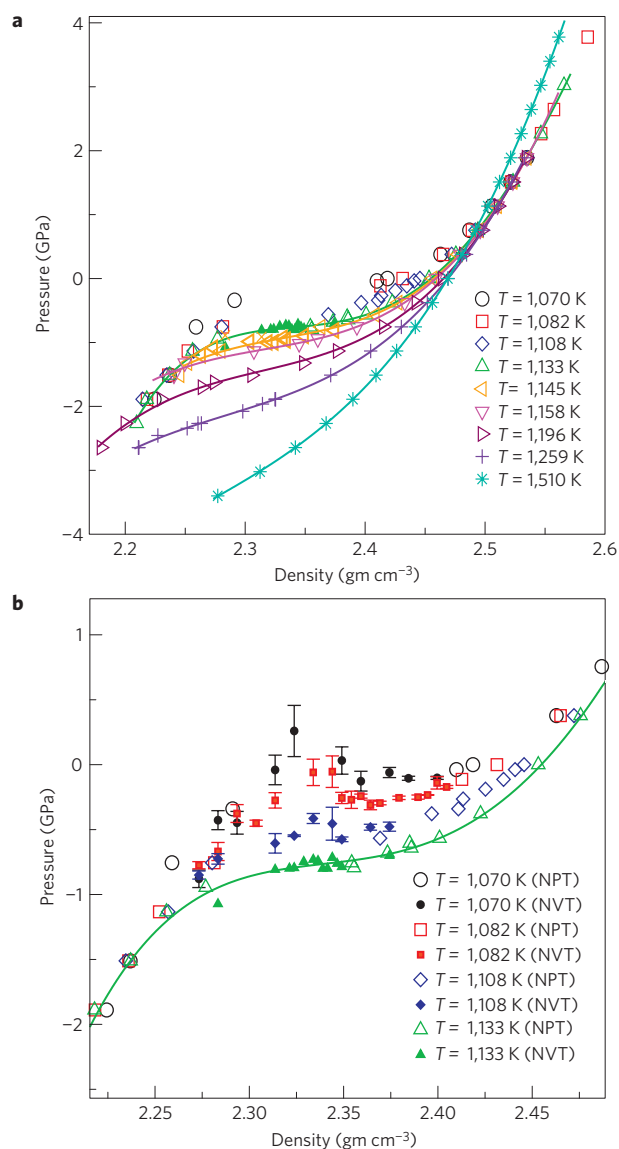 a
4
2
0
−2
−4
Pressure (GPa)
T = 1,070 K
T = 1,082 K
T = 1,108 K
T = 1,133 K
T = 1,145 K
T = 1,158 K
T = 1,196 K
T = 1,259 K
T = 1,510 K
2.2 2.3 2.4 2.5 2.6
Density (gm cm⁻³)
b
1
0
−1
−2
Pressure (GPa)
T = 1,070 K (NPT)
T = 1,070 K (NVT)
T = 1,082 K (NPT)
T = 1,082 K (NVT)
T = 1,108 K (NPT)
T = 1,108 K (NVT)
T = 1,133 K (NPT)
T = 1,133 K (NVT)
2.25 2.30 2.35 2.40 2.45
Density (gm cm⁻³)